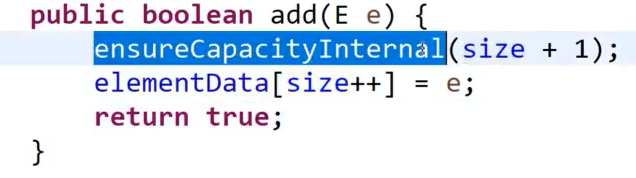 public boolean add(E e) {
ensureCapacityInternal(size + 1);
elementData[size++] = e;
return true;
}